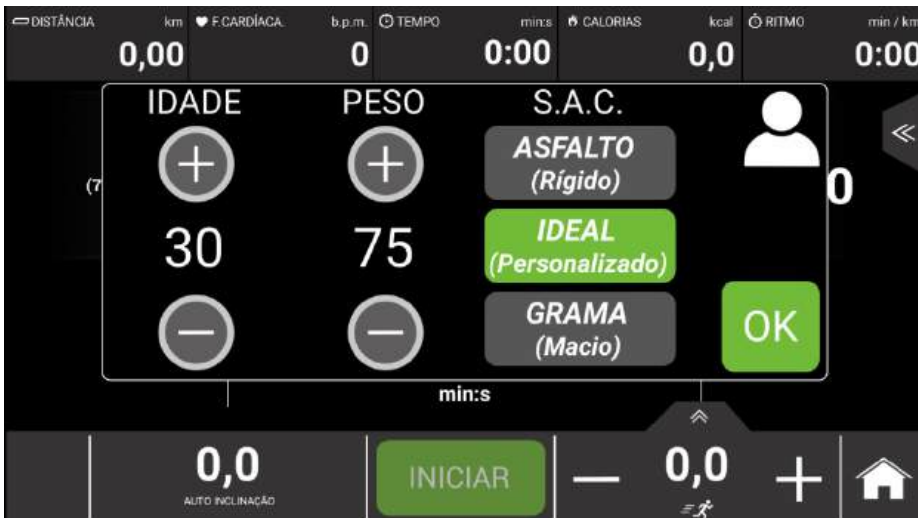 DISTÂNCIA km F.CARDÍACA. b.p.m. TEMPO min:s CALORIAS kcal RITMO min / km
0,00 0 0:00 0,0 0:00
IDADE PESO S.A.C.
+ + ASFALTO
(Rígido)
(7 0
30 75 IDEAL
(Personalizado)
− − GRAMA
(Macio)
OK
min:s
0,0 INICIAR − 0,0 +
AUTO INCLINAÇÃO